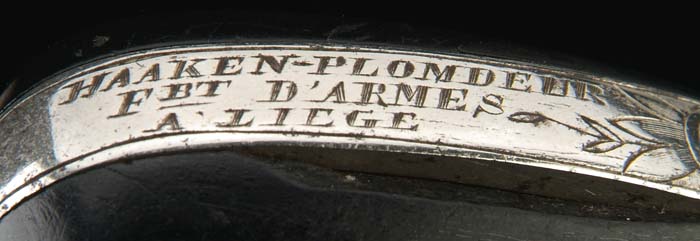 HAAKEN-PLOMDEUR
FBT D'ARMES
A LIEGE